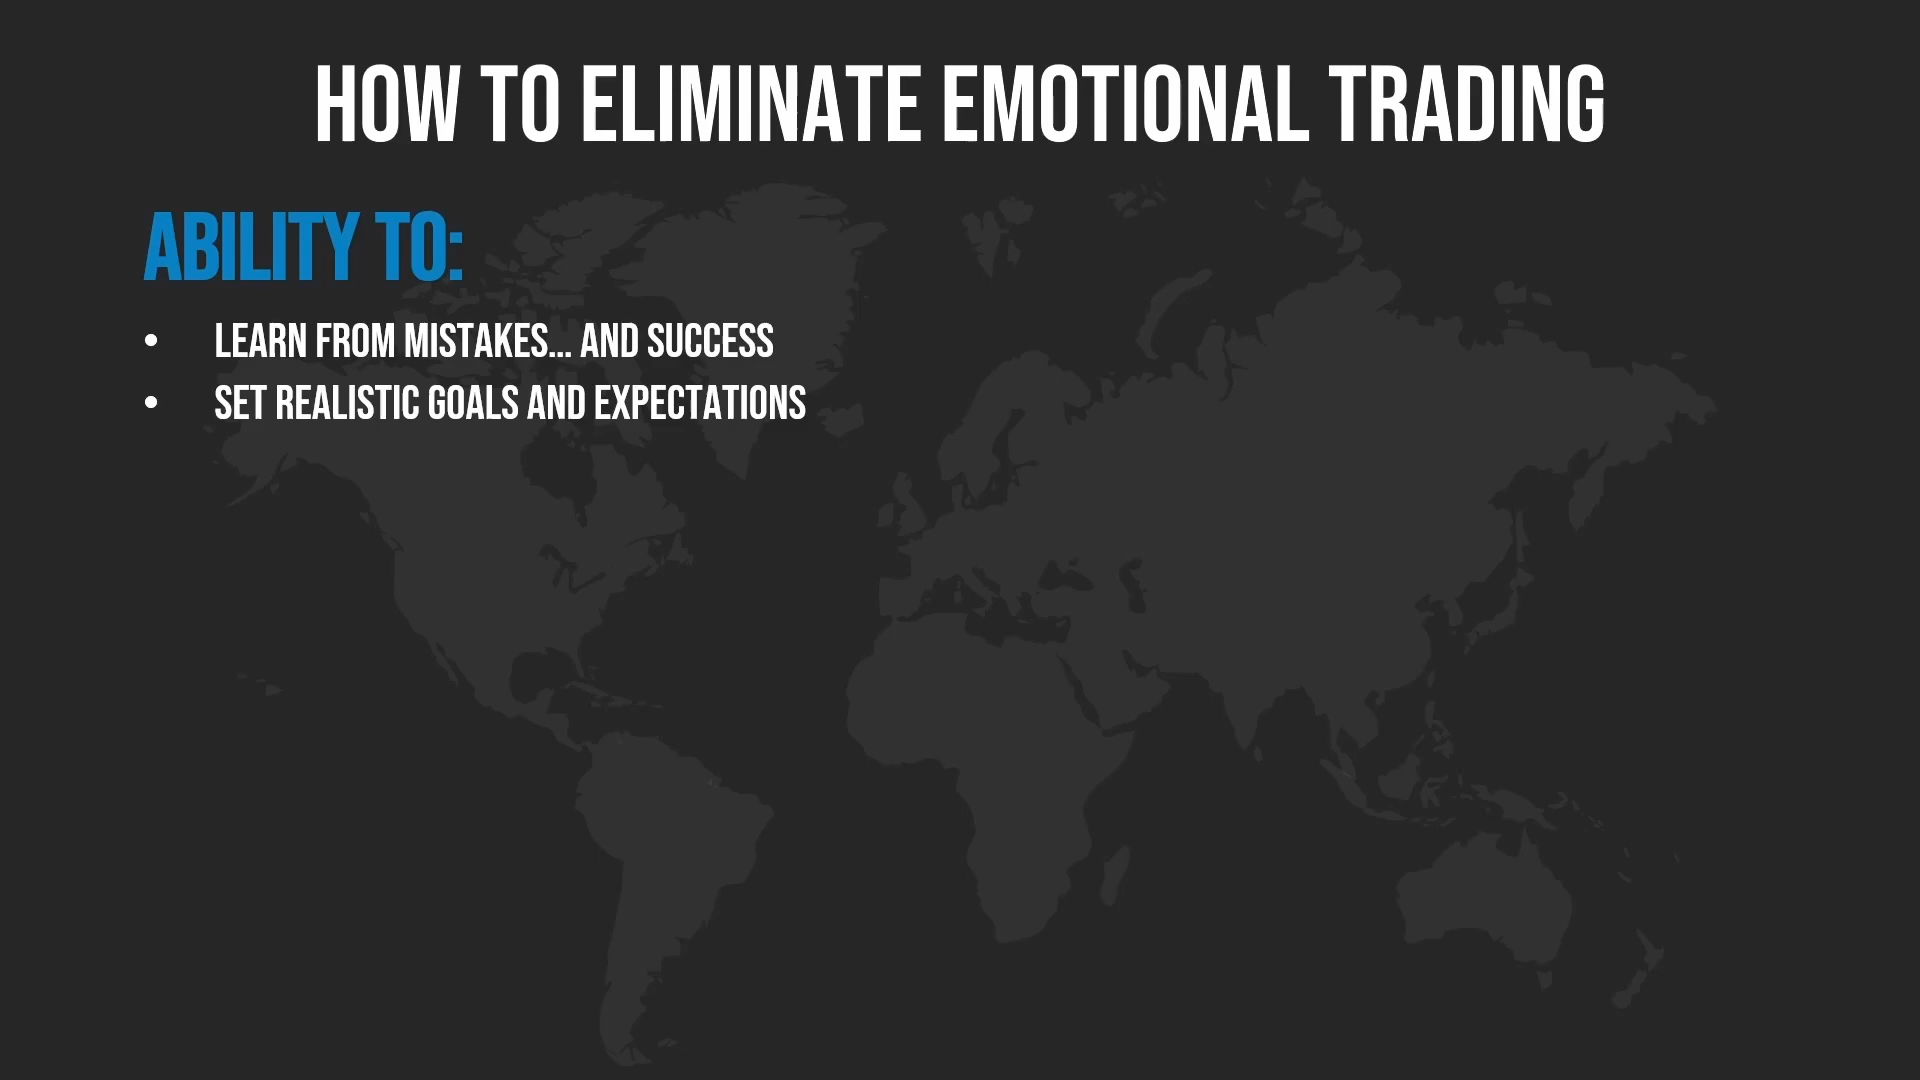 HOW TO ELIMINATE EMOTIONAL TRADING
ABILITY TO:
• LEARN FROM MISTAKES... AND SUCCESS
• SET REALISTIC GOALS AND EXPECTATIONS